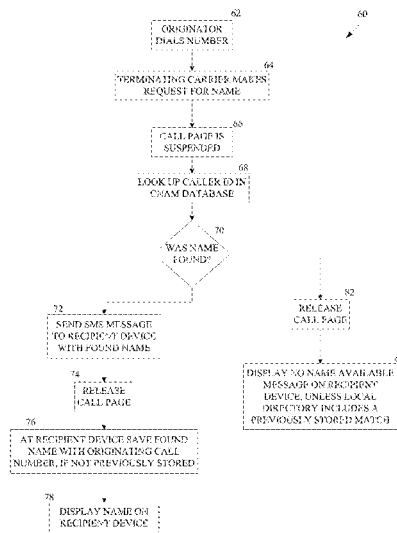 62
60
ORIGINATOR
DIALS NUMBER
64
TERMINATING CARRIER MAKES
REQUEST FOR NAME
66
CALL PAGE IS
SUSPENDED
68
LOOK UP CALLER ID IN
CNAM DATABASE
70
WAS NAME
FOUND?
72
SEND SMS MESSAGE
TO RECIPIENT DEVICE
WITH FOUND NAME
82
RELEASE
CALL PAGE
74
RELEASE
CALL PAGE
DISPLAY NO NAME AVAILABLE
MESSAGE ON RECIPIENT
DEVICE, UNLESS LOCAL
DIRECTORY INCLUDES A
PREVIOUSLY STORED MATCH
76
AT RECIPIENT DEVICE SAVE FOUND
NAME WITH ORIGINATING CALL
NUMBER, IF NOT PREVIOUSLY STORED
78
DISPLAY NAME ON
RECIPIENT DEVICE